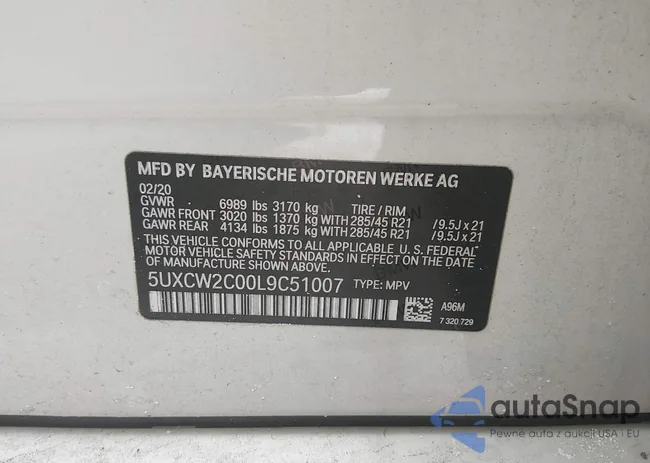 MFD BY BAYERISCHE MOTOREN WERKE AG
02/20
GVWR 6989 lbs 3170 kg TIRE / RIM
GAWR FRONT 3020 lbs 1370 kg WITH 285/45 R21 / 9.5J x 21
GAWR REAR 4134 lbs 1875 kg WITH 285/45 R21 / 9.5J x 21
THIS VEHICLE CONFORMS TO ALL APPLICABLE U.S. FEDERAL
MOTOR VEHICLE SAFETY STANDARDS IN EFFECT ON THE DATE OF
MANUFACTURE SHOWN ABOVE.
5UXCW2C00L9C51007 TYPE: MPV
A96M
7 320 729
autaSnap
Pewne auta z aukcji USA i EU